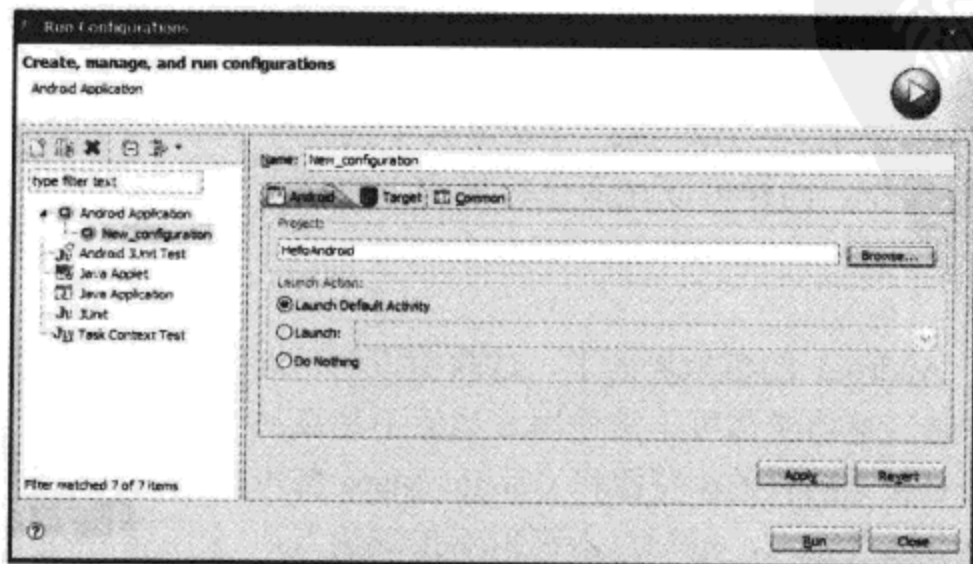 Run Configurations
Create, manage, and run configurations
Android Application
type filter text
Android Application
New_configuration
Android JUnit Test
Java Applet
Java Application
JUnit
Task Context Test
Filter matched 7 of 7 items
Name: New_configuration
Android Target Common
Project:
HelloAndroid Browse...
Launch Action:
Launch Default Activity
Launch:
Do Nothing
Apply Revert
Run Close